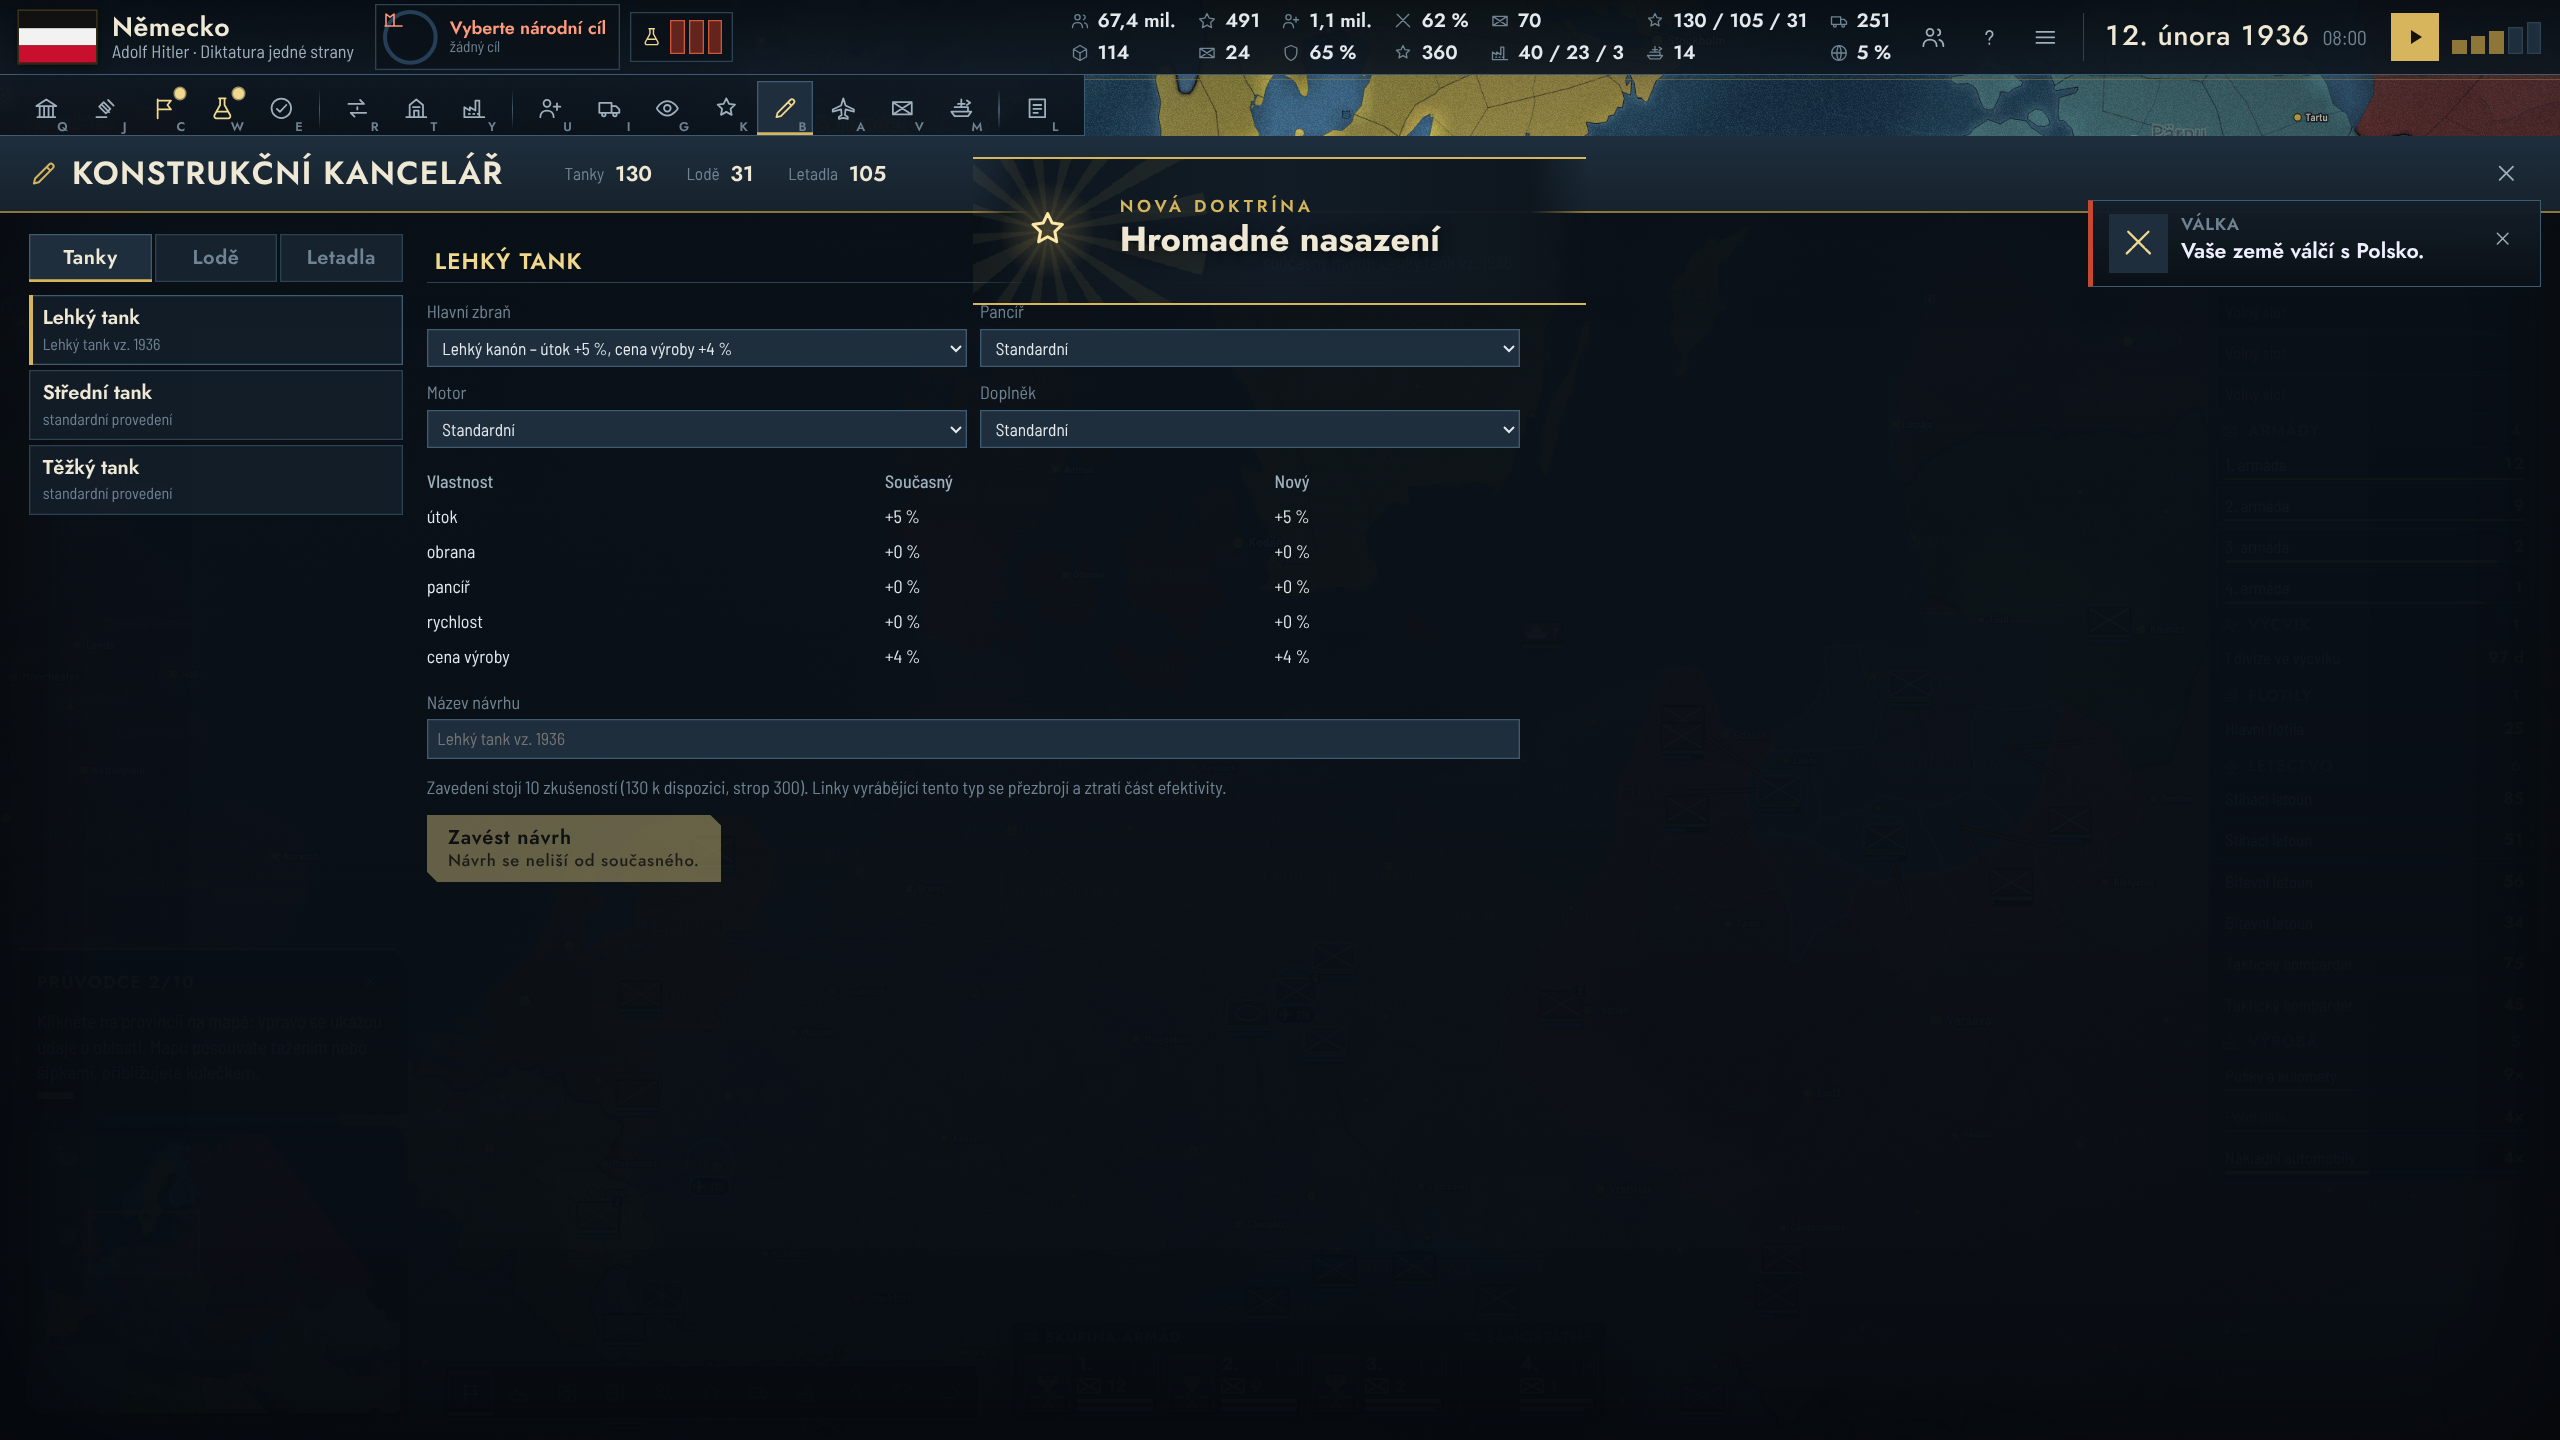 Německo
Adolf Hitler · Diktatura jedné strany
Vyberte národní cíl
žádný cíl
67,4 mil. 491 1,1 mil. 62 % 70 130 / 105 / 31 251
114 24 65 % 360 40 / 23 / 3 14 5 %
12. února 1936 08:00
Q J C W E R T Y U I G K B A V M L
Tartu
Pärnu
KONSTRUKČNÍ KANCELÁŘ
Tanky 130 Lodě 31 Letadla 105
NOVÁ DOKTRÍNA
Hromadné nasazení
VÁLKA
Vaše země válčí s Polsko.
Tanky Lodě Letadla
Lehký tank
Lehký tank vz. 1936
Střední tank
standardní provedení
Těžký tank
standardní provedení
LEHKÝ TANK
Hlavní zbraň Pancíř
Lehký kanón – útok +5 %, cena výroby +4 % Standardní
Motor Doplněk
Standardní Standardní
Vlastnost Současný Nový
útok +5 % +5 %
obrana +0 % +0 %
pancíř +0 % +0 %
rychlost +0 % +0 %
cena výroby +4 % +4 %
Název návrhu
Lehký tank vz. 1936
Zavedení stojí 10 zkušeností (130 k dispozici, strop 300). Linky vyrábějící tento typ se přezbrojí a ztratí část efektivity.
Zavést návrh
Návrh se neliší od současného.
PRŮVODCE 2/10